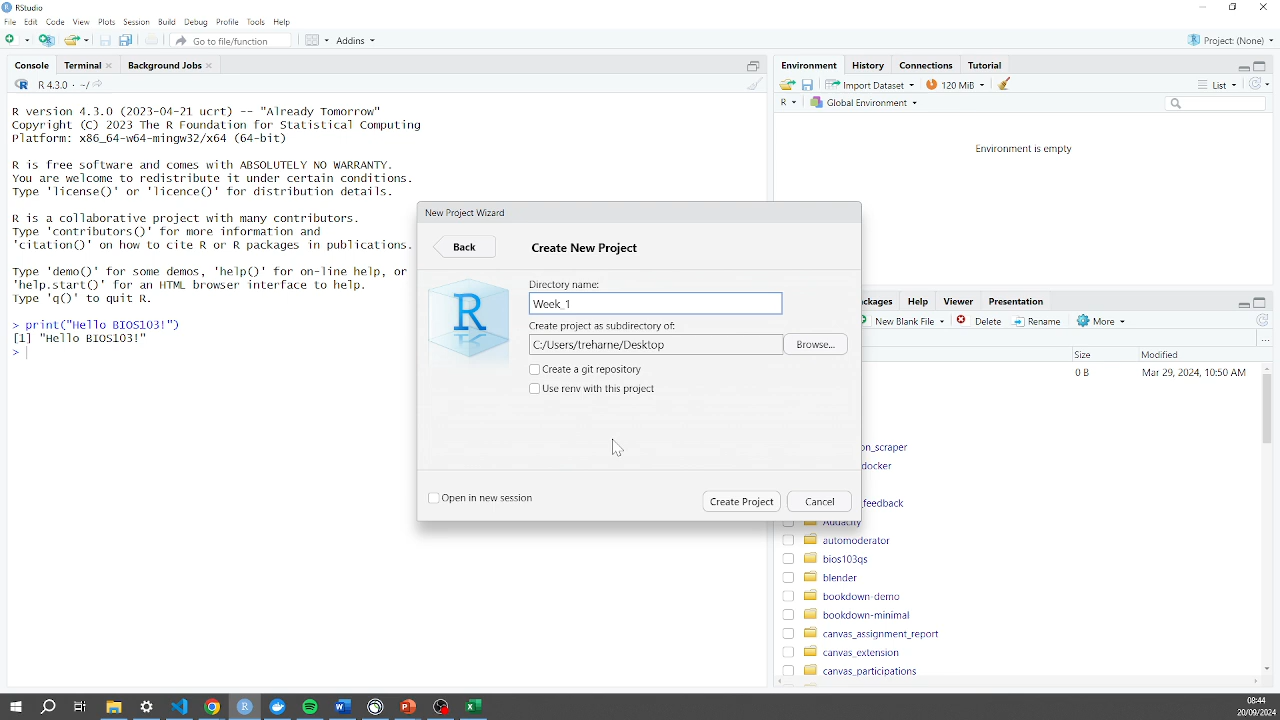 RStudio
File Edit Code View Plots Session Build Debug Profile Tools Help
Go to file/function Addins Project: (None)
Console Terminal Background Jobs
R 4.3.0 · ~/
R version 4.3.0 (2023-04-21 ucrt) -- "Already Tomorrow"
Copyright (C) 2023 The R Foundation for Statistical Computing
Platform: x86_64-w64-mingw32/x64 (64-bit)
R is free software and comes with ABSOLUTELY NO WARRANTY.
You are welcome to redistribute it under certain conditions.
Type 'license()' or 'licence()' for distribution details.
R is a collaborative project with many contributors.
Type 'contributors()' for more information and
'citation()' on how to cite R or R packages in publications.
Type 'demo()' for some demos, 'help()' for on-line help, or
'help.start()' for an HTML browser interface to help.
Type 'q()' to quit R.
> print("Hello BIOS103!")
[1] "Hello BIOS103!"
>
Environment History Connections Tutorial
Import Dataset 120 MiB List
R Global Environment
Environment is empty
New Project Wizard
Back Create New Project
R
Directory name:
Week_1
Create project as subdirectory of:
C:/Users/treharne/Desktop Browse...
Create a git repository
Use renv with this project
Open in new session Create Project Cancel
ckages Help Viewer Presentation
New Blank File Delete Rename More
Size Modified
0 B Mar 29, 2024, 10:50 AM
on_scraper
docker
_feedback
Audacity
automoderator
bios103qs
blender
bookdown-demo
bookdown-minimal
canvas_assignment_report
canvas_extension
canvas_participations
08:44
20/09/2024